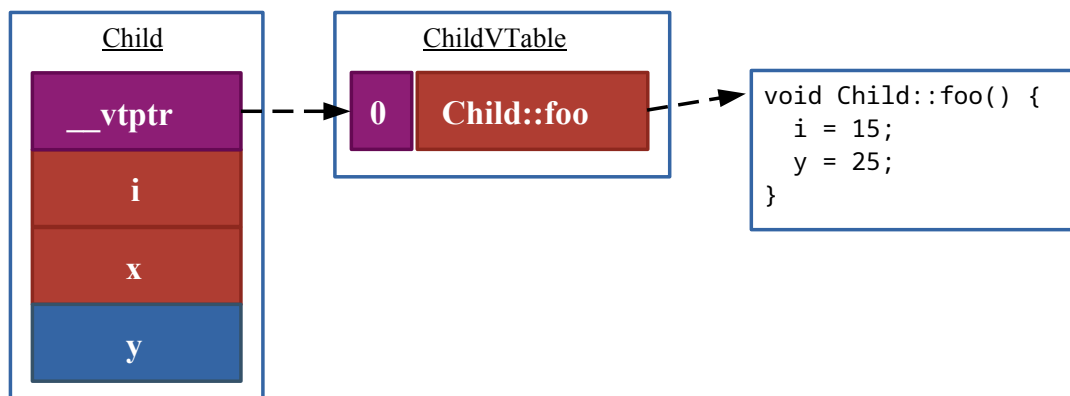 Child
__vtptr
i
x
y
ChildVTable
0
Child::foo
void Child::foo() {
  i = 15;
  y = 25;
}